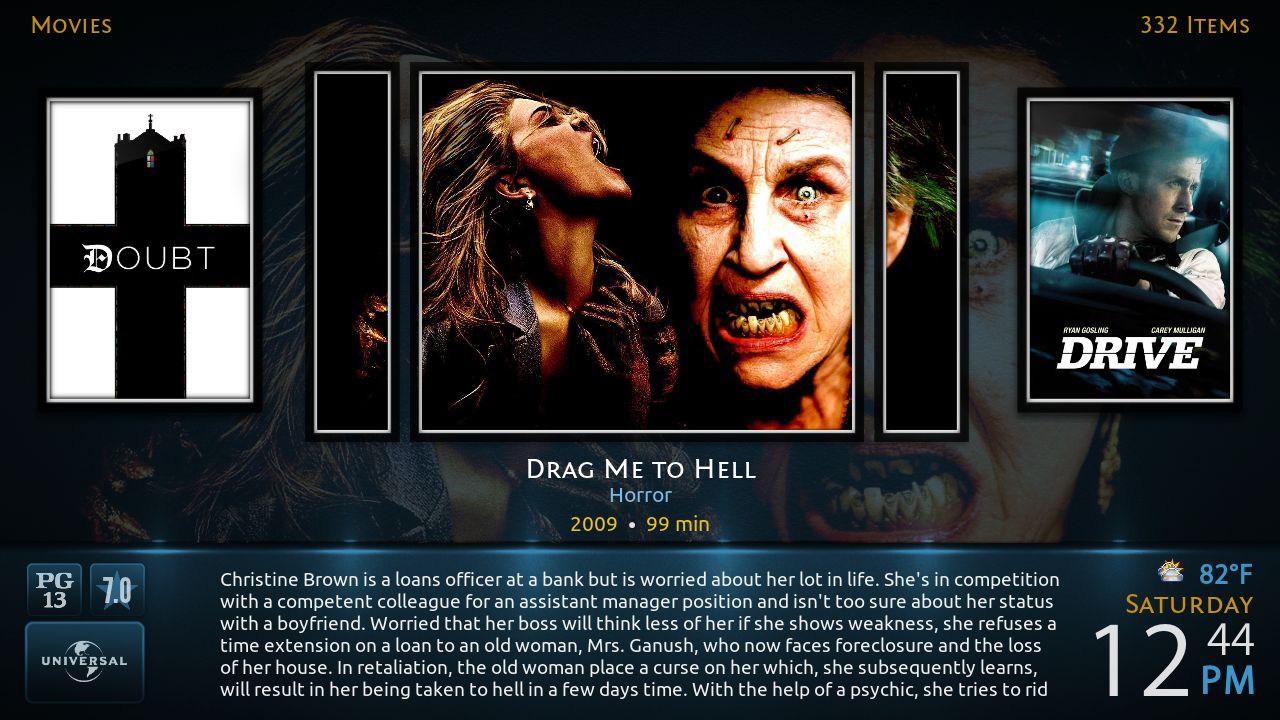 Movies
332 Items
Doubt
RYAN GOSLING CAREY MULLIGAN
DRIVE
Drag Me to Hell
Horror
2009 • 99 min
PG 13
7.0
UNIVERSAL
Christine Brown is a loans officer at a bank but is worried about her lot in life. She's in competition
with a competent colleague for an assistant manager position and isn't too sure about her status
with a boyfriend. Worried that her boss will think less of her if she shows weakness, she refuses a
time extension on a loan to an old woman, Mrs. Ganush, who now faces foreclosure and the loss
of her house. In retaliation, the old woman place a curse on her which, she subsequently learns,
will result in her being taken to hell in a few days time. With the help of a psychic, she tries to rid
82°F
Saturday
12 44
PM